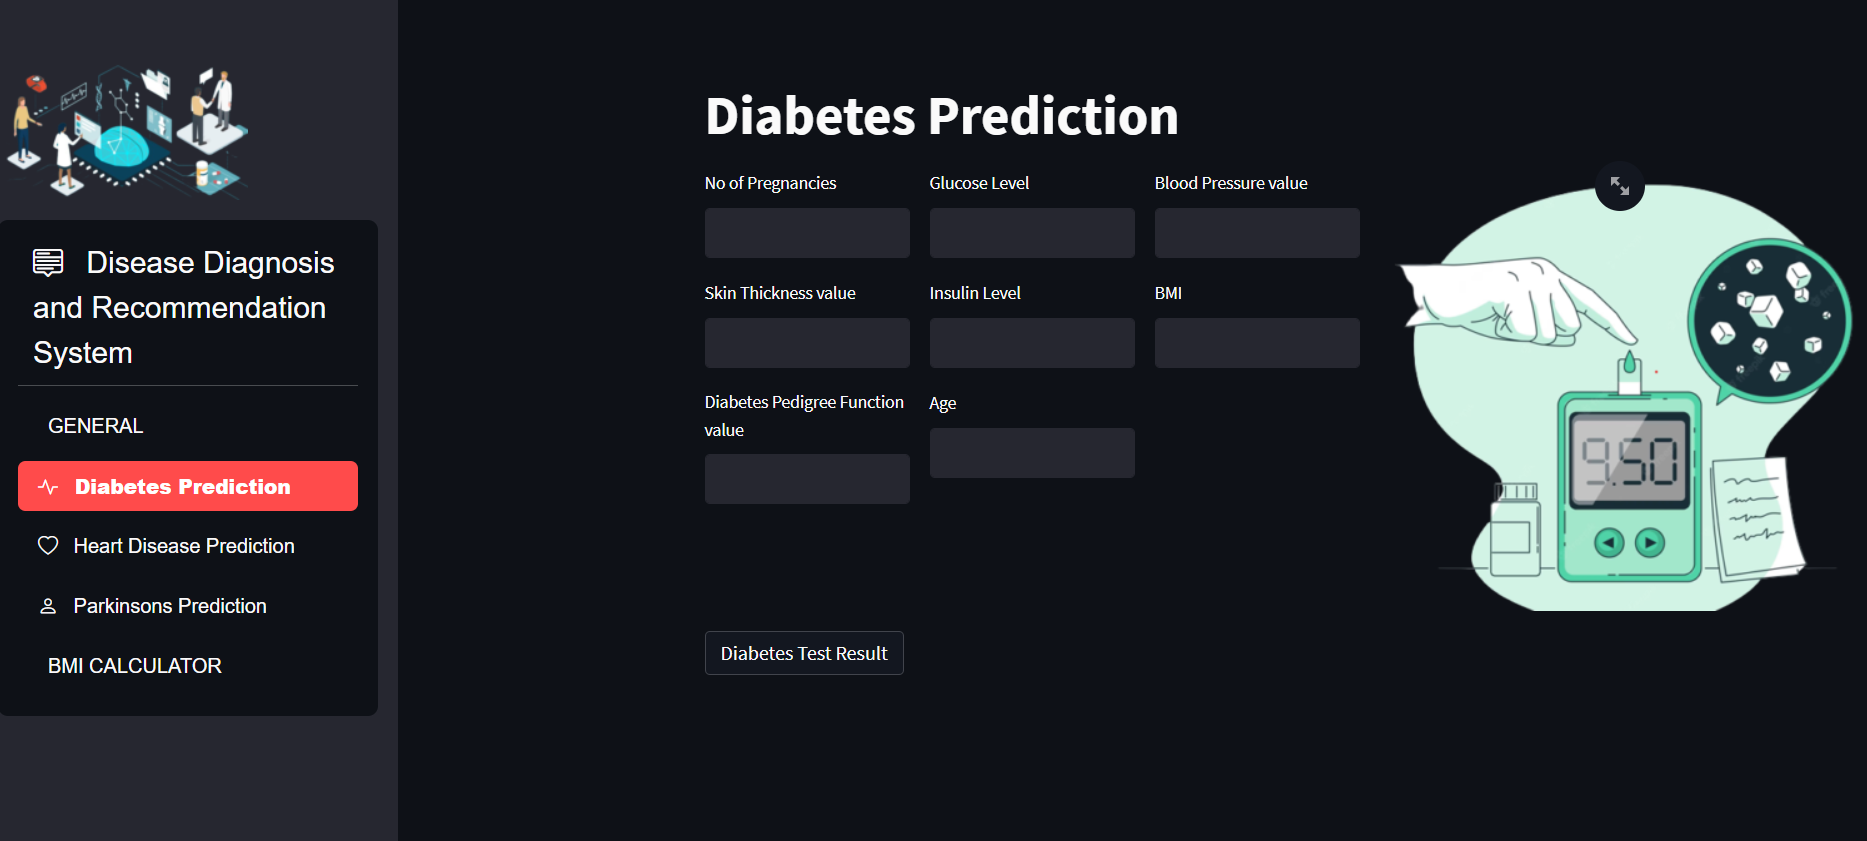 Disease Diagnosis
and Recommendation
System
GENERAL
Diabetes Prediction
Heart Disease Prediction
Parkinsons Prediction
BMI CALCULATOR
Diabetes Prediction
No of Pregnancies
Glucose Level
Blood Pressure value
Skin Thickness value
Insulin Level
BMI
Diabetes Pedigree Function
value
Age
Diabetes Test Result
9.50